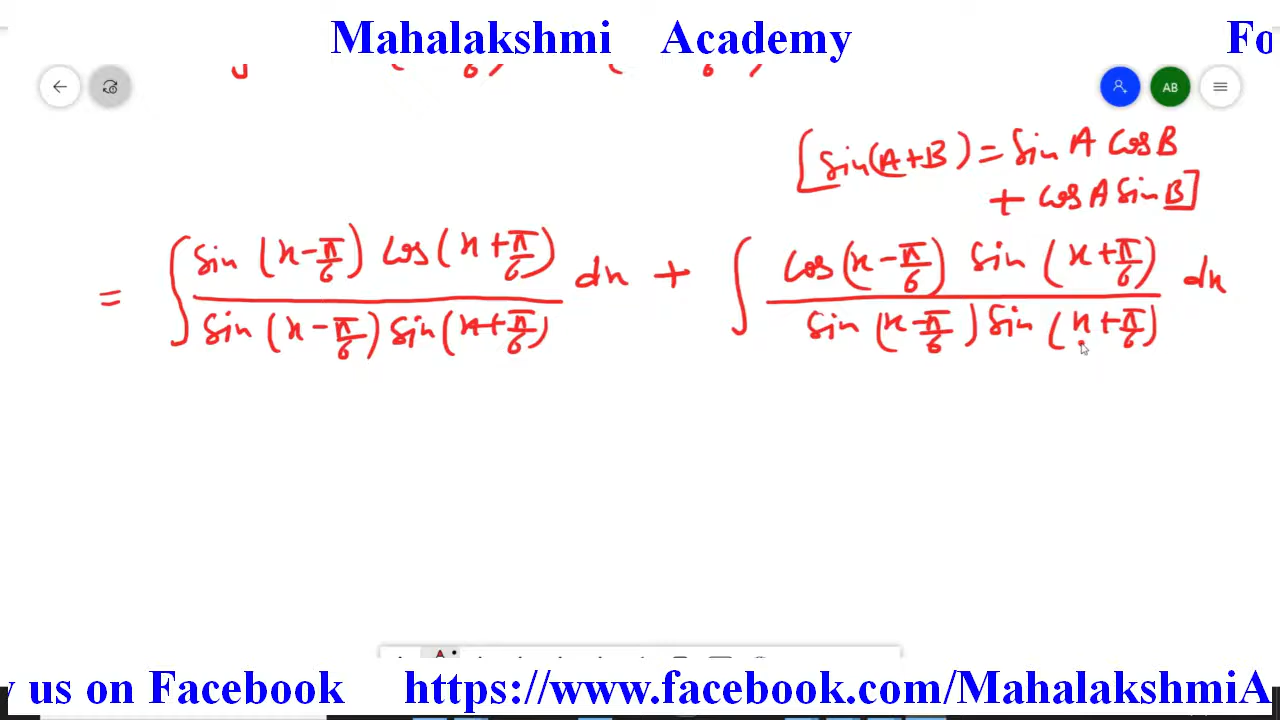 Mahalakshmi Academy Fo
AB
[sin(A+B) = sin A cos B
+ cos A sin B]
= ∫ sin (x - π/6) cos (x + π/6) / sin (x - π/6) sin (x + π/6) dx + ∫ cos (x - π/6) sin (x + π/6) / sin (x - π/6) sin (x + π/6) dx
us on Facebook https://www.facebook.com/MahalakshmiA